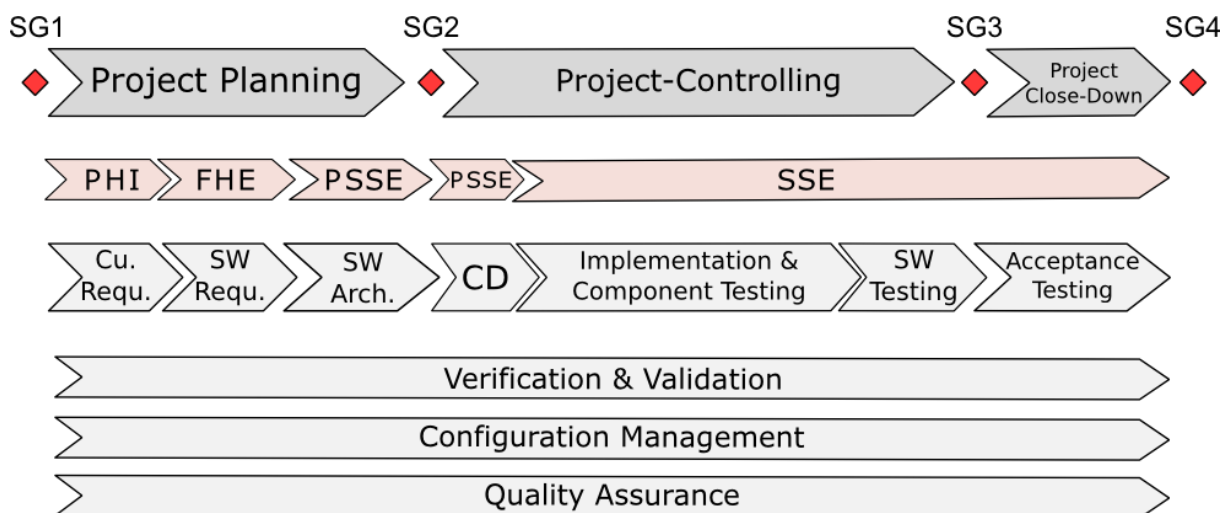 SG1 SG2 SG3 SG4
Project Planning
Project-Controlling
Project
Close-Down
PHI
FHE
PSSE
PSSE
SSE
Cu.
Requ.
SW
Requ.
SW
Arch.
CD
Implementation &
Component Testing
SW
Testing
Acceptance
Testing
Verification & Validation
Configuration Management
Quality Assurance